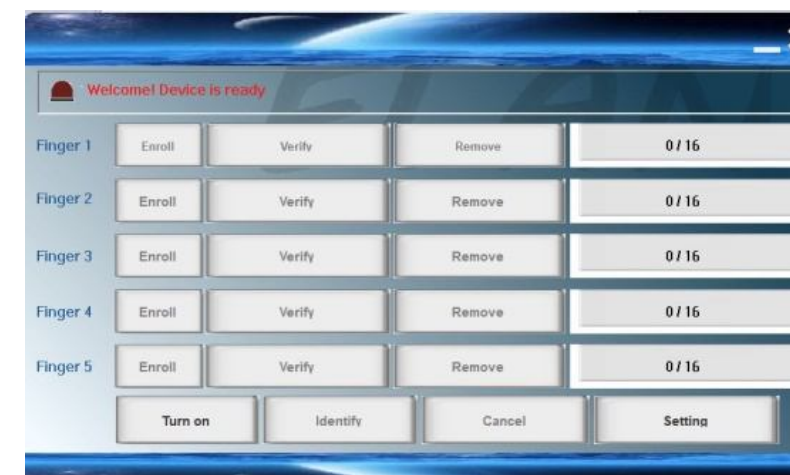 Welcome! Device is ready
Finger 1 Enroll Verify Remove 0 / 16
Finger 2 Enroll Verify Remove 0 / 16
Finger 3 Enroll Verify Remove 0 / 16
Finger 4 Enroll Verify Remove 0 / 16
Finger 5 Enroll Verify Remove 0 / 16
Turn on Identify Cancel Setting